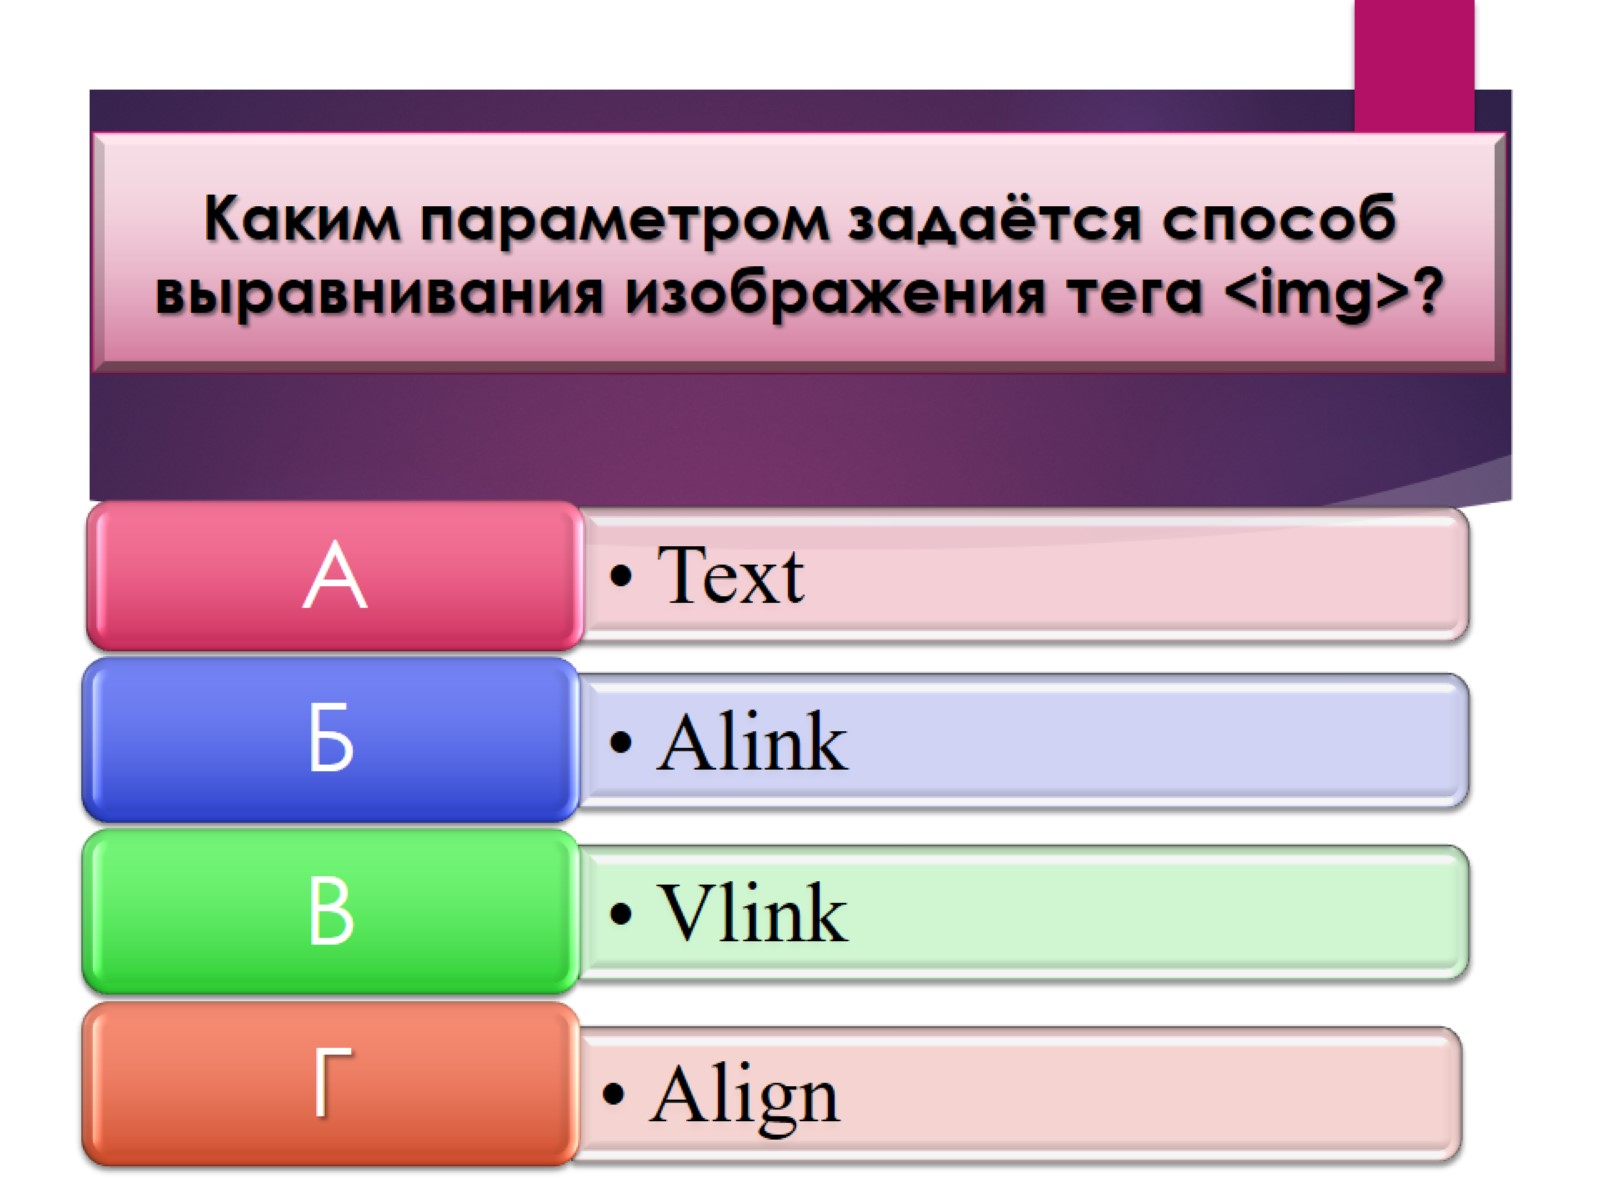 Каким параметром задаётся способ
выравнивания изображения тега <img>?
А
• Text
Б
• Alink
В
• Vlink
Г
• Align